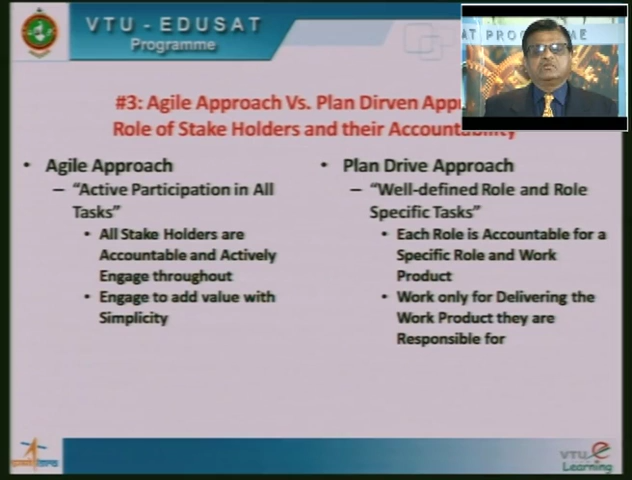 VTU - EDUSAT
Programme
AT PROGRAMME
#3: Agile Approach Vs. Plan Dirven App
Role of Stake Holders and their Accountability
• Agile Approach
– "Active Participation in All
Tasks"
• All Stake Holders are
Accountable and Actively
Engage throughout
• Engage to add value with
Simplicity
• Plan Drive Approach
– "Well-defined Role and Role
Specific Tasks"
• Each Role is Accountable for a
Specific Role and Work
Product
• Work only for Delivering the
Work Product they are
Responsible for
VTU e
Learning